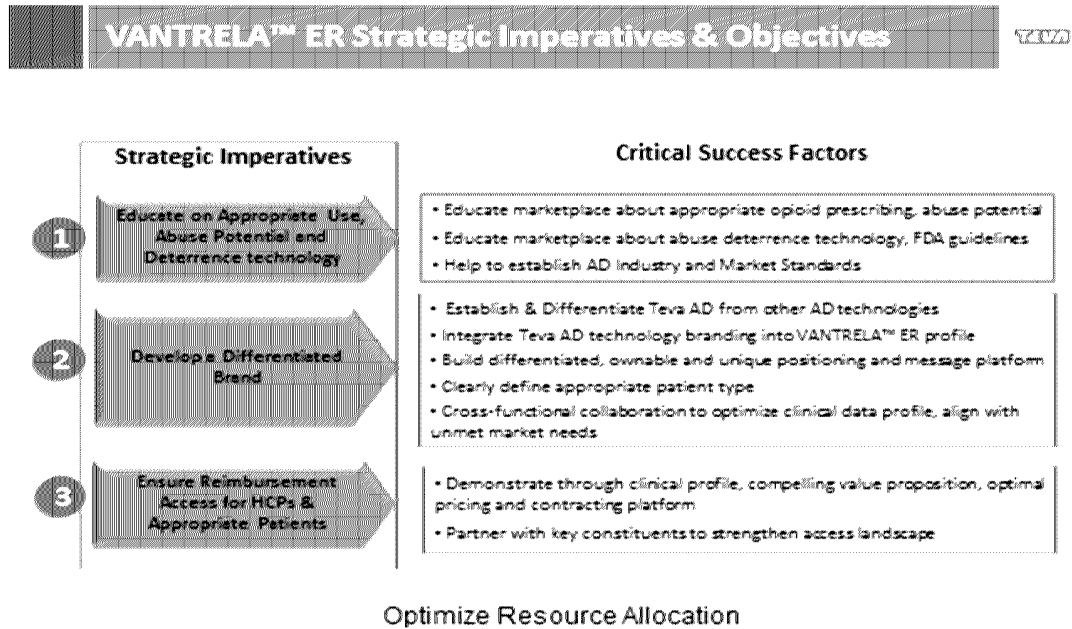 VANTRELA™ ER Strategic Imperatives & Objectives
TEVA
Strategic Imperatives
Critical Success Factors
1
Educate on Appropriate Use,
Abuse Potential and
Deterrence technology
• Educate marketplace about appropriate opioid prescribing, abuse potential
• Educate marketplace about abuse deterrence technology, FDA guidelines
• Help to establish AD Industry and Market Standards
2
Develop a Differentiated
Brand
• Establish & Differentiate Teva AD from other AD technologies
• Integrate Teva AD technology branding into VANTRELA™ ER profile
• Build differentiated, ownable and unique positioning and message platform
• Clearly define appropriate patient type
• Cross-functional collaboration to optimize clinical data profile, align with
unmet market needs
3
Ensure Reimbursement
Access for HCPs &
Appropriate Patients
• Demonstrate through clinical profile, compelling value proposition, optimal
pricing and contracting platform
• Partner with key constituents to strengthen access landscape
Optimize Resource Allocation